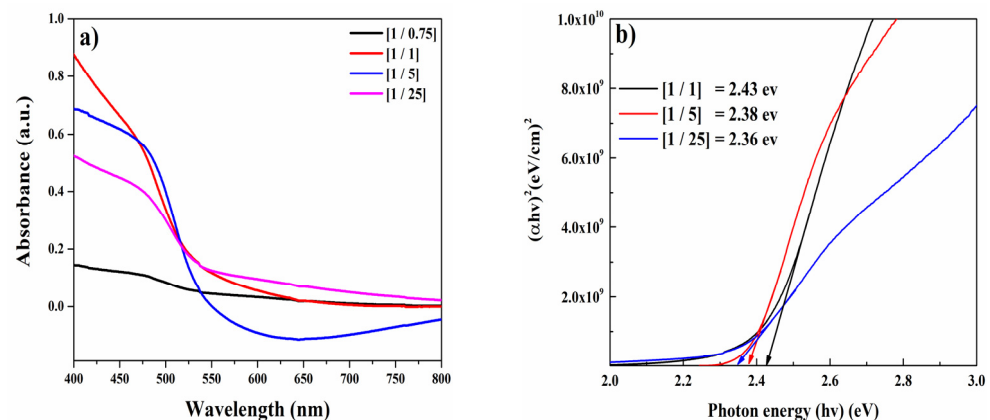 a)
[1 / 0.75]
[1 / 1]
[1 / 5]
[1 / 25]
Absorbance (a.u.)
1.0
0.8
0.6
0.4
0.2
0.0
400 450 500 550 600 650 700 750 800
Wavelength (nm)
b)
[1 / 1] = 2.43 ev
[1 / 5] = 2.38 ev
[1 / 25] = 2.36 ev
(αhν)²(eV/cm)²
1.0x10¹⁰
8.0x10⁹
6.0x10⁹
4.0x10⁹
2.0x10⁹
2.0 2.2 2.4 2.6 2.8 3.0
Photon energy (hν) (eV)